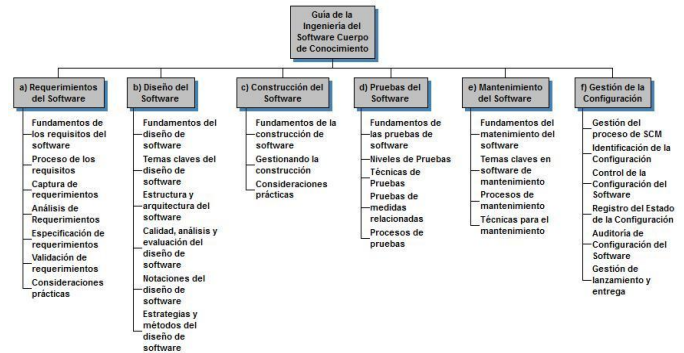 Guía de la
Ingeniería del
Software Cuerpo
de Conocimiento
a) Requerimientos
del Software
Fundamentos de
los requisitos del
software
Proceso de los
requisitos
Captura de
requerimientos
Análisis de
Requerimientos
Especificación de
requerimientos
Validación de
requerimientos
Consideraciones
prácticas
b) Diseño del
Software
Fundamentos del
diseño de
software
Temas claves del
diseño de
software
Estructura y
arquitectura del
software
Calidad, análisis y
evaluación del
diseño de
software
Notaciones del
diseño de
software
Estrategias y
métodos del
diseño de
software
c) Construcción del
Software
Fundamentos de la
construcción de
software
Gestionando la
construcción
Consideraciones
prácticas
d) Pruebas del
Software
Fundamentos de
las pruebas de
software
Niveles de Pruebas
Técnicas de
Pruebas
Pruebas de
medidas
relacionadas
Procesos de
pruebas
e) Mantenimiento
del Software
Fundamentos del
matenimiento del
software
Temas claves en
software de
mantenimiento
Procesos de
mantenimiento
Técnicas para el
mantenimiento
f) Gestión de la
Configuración
Gestión del
proceso de SCM
Identificación de la
Configuración
Control de la
Configuración del
Software
Registro del Estado
de la Configuración
Auditoría de
Configuración del
Software
Gestión de
lanzamiento y
entrega